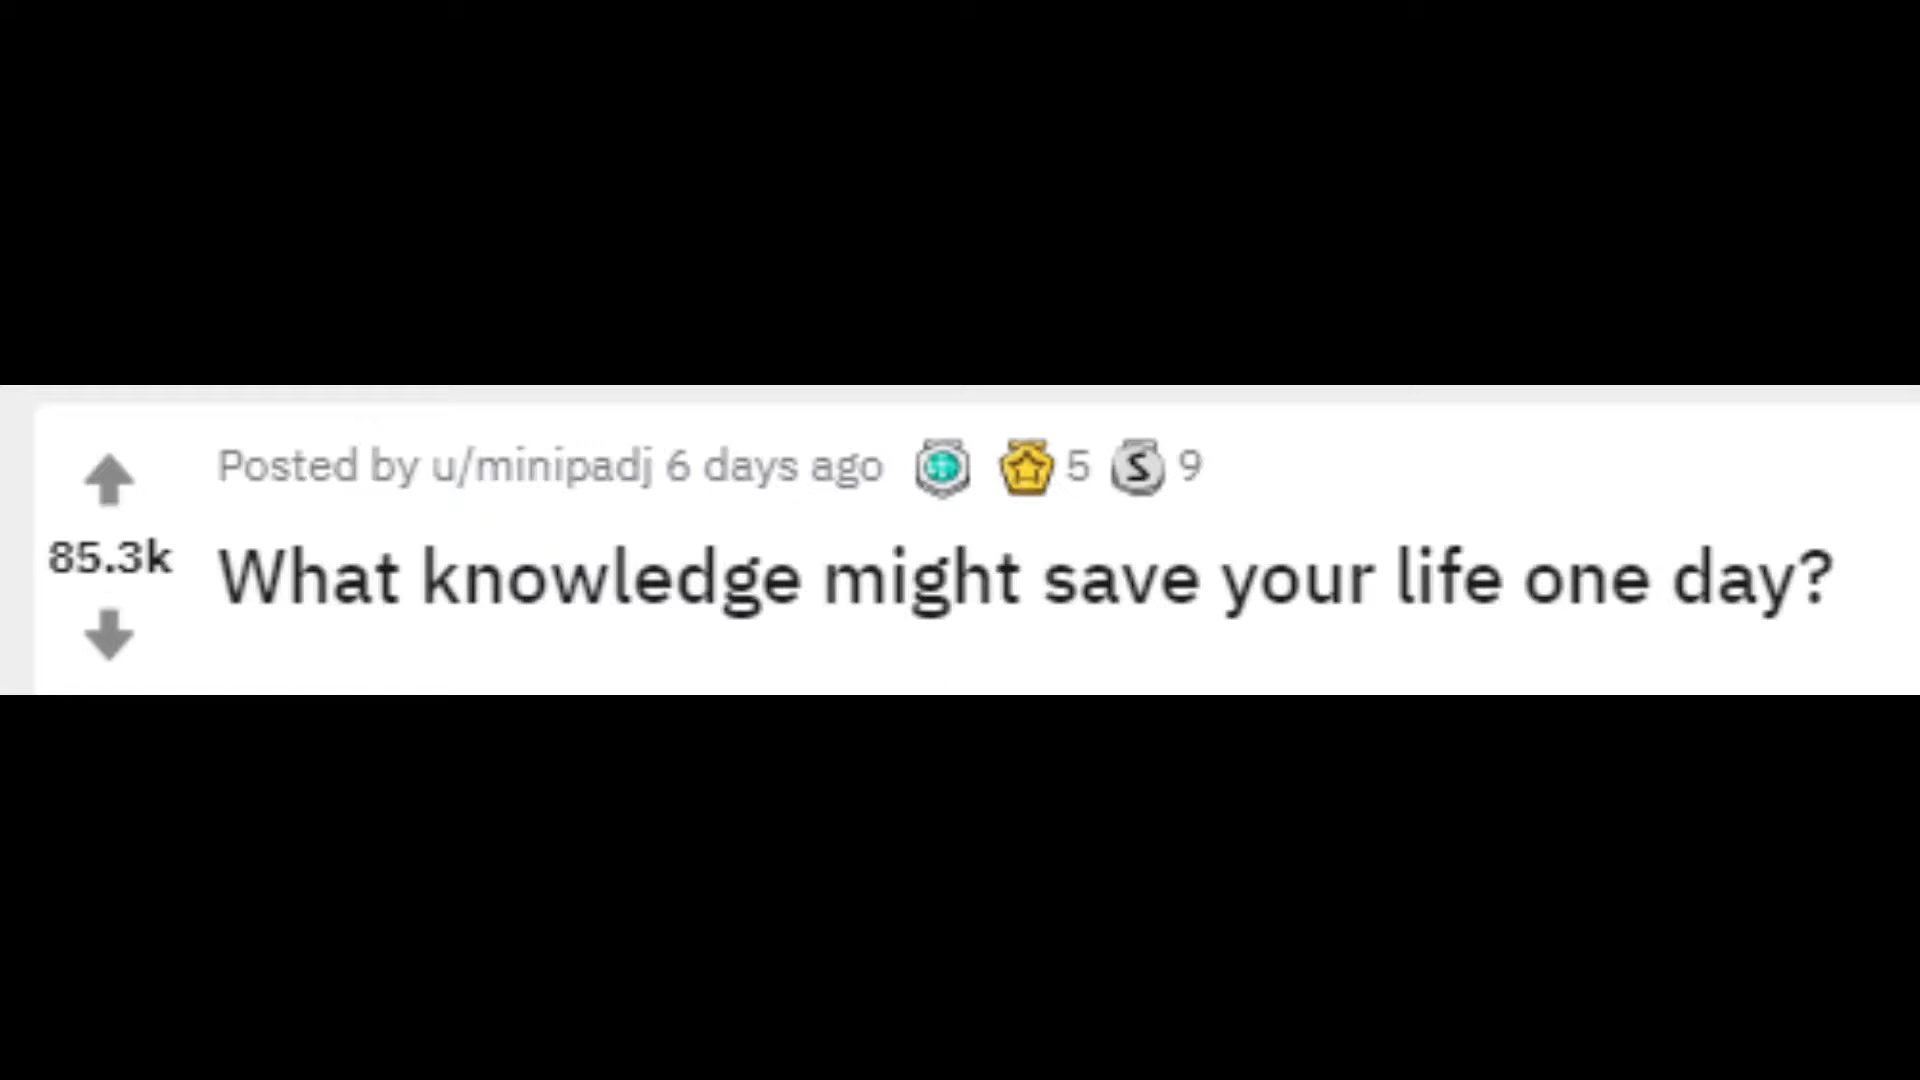 Posted by u/minipadj 6 days ago 5 S 9
85.3k
What knowledge might save your life one day?